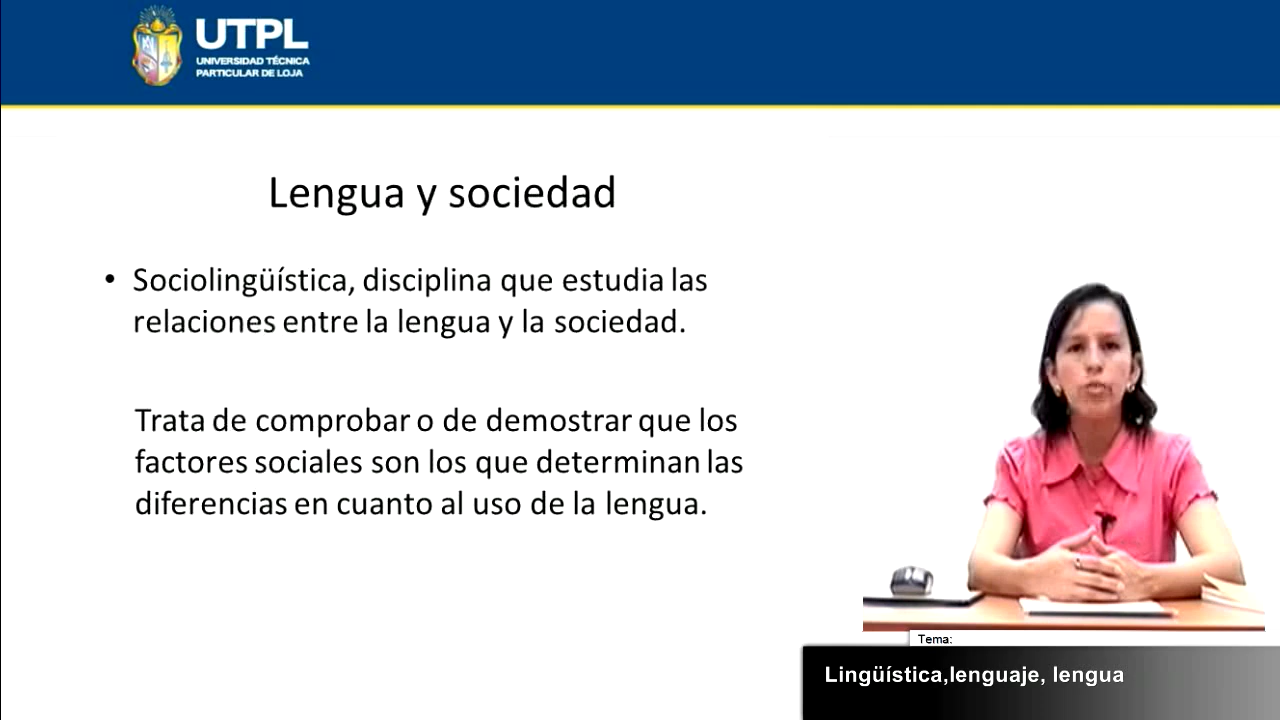 UTPL
UNIVERSIDAD TÉCNICA
PARTICULAR DE LOJA
Lengua y sociedad
• Sociolingüística, disciplina que estudia las
relaciones entre la lengua y la sociedad.
Trata de comprobar o de demostrar que los
factores sociales son los que determinan las
diferencias en cuanto al uso de la lengua.
Tema:
Lingüística,lenguaje, lengua